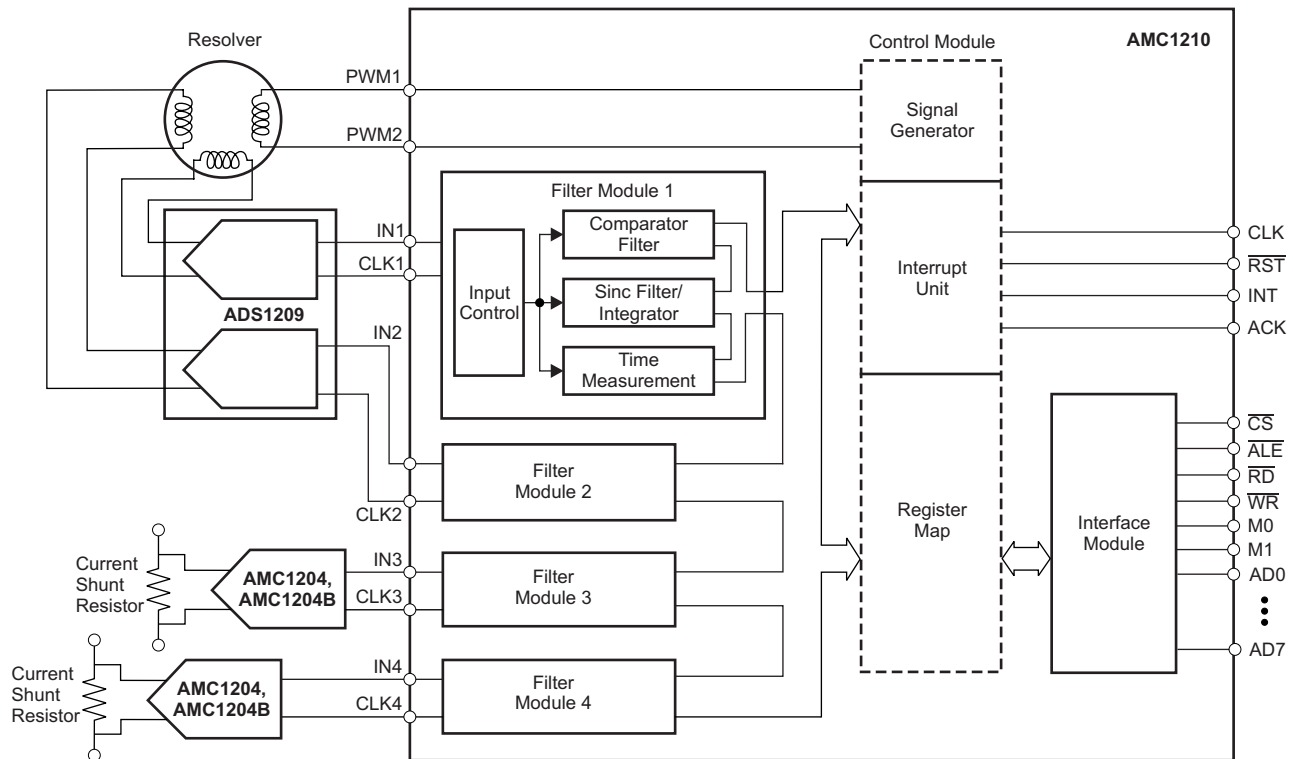 Resolver
PWM1
PWM2
Control Module
AMC1210
Signal
Generator
Filter Module 1
Comparator
Filter
Input
Control
Sinc Filter/
Integrator
Time
Measurement
Interrupt
Unit
IN1
CLK1
ADS1209
IN2
CLK
RST
INT
ACK
Filter
Module 2
CLK2
Register
Map
Interface
Module
CS
ALE
RD
WR
M0
M1
AD0
AD7
Current
Shunt
Resistor
AMC1204,
AMC1204B
IN3
CLK3
Filter
Module 3
Current
Shunt
Resistor
AMC1204,
AMC1204B
IN4
CLK4
Filter
Module 4